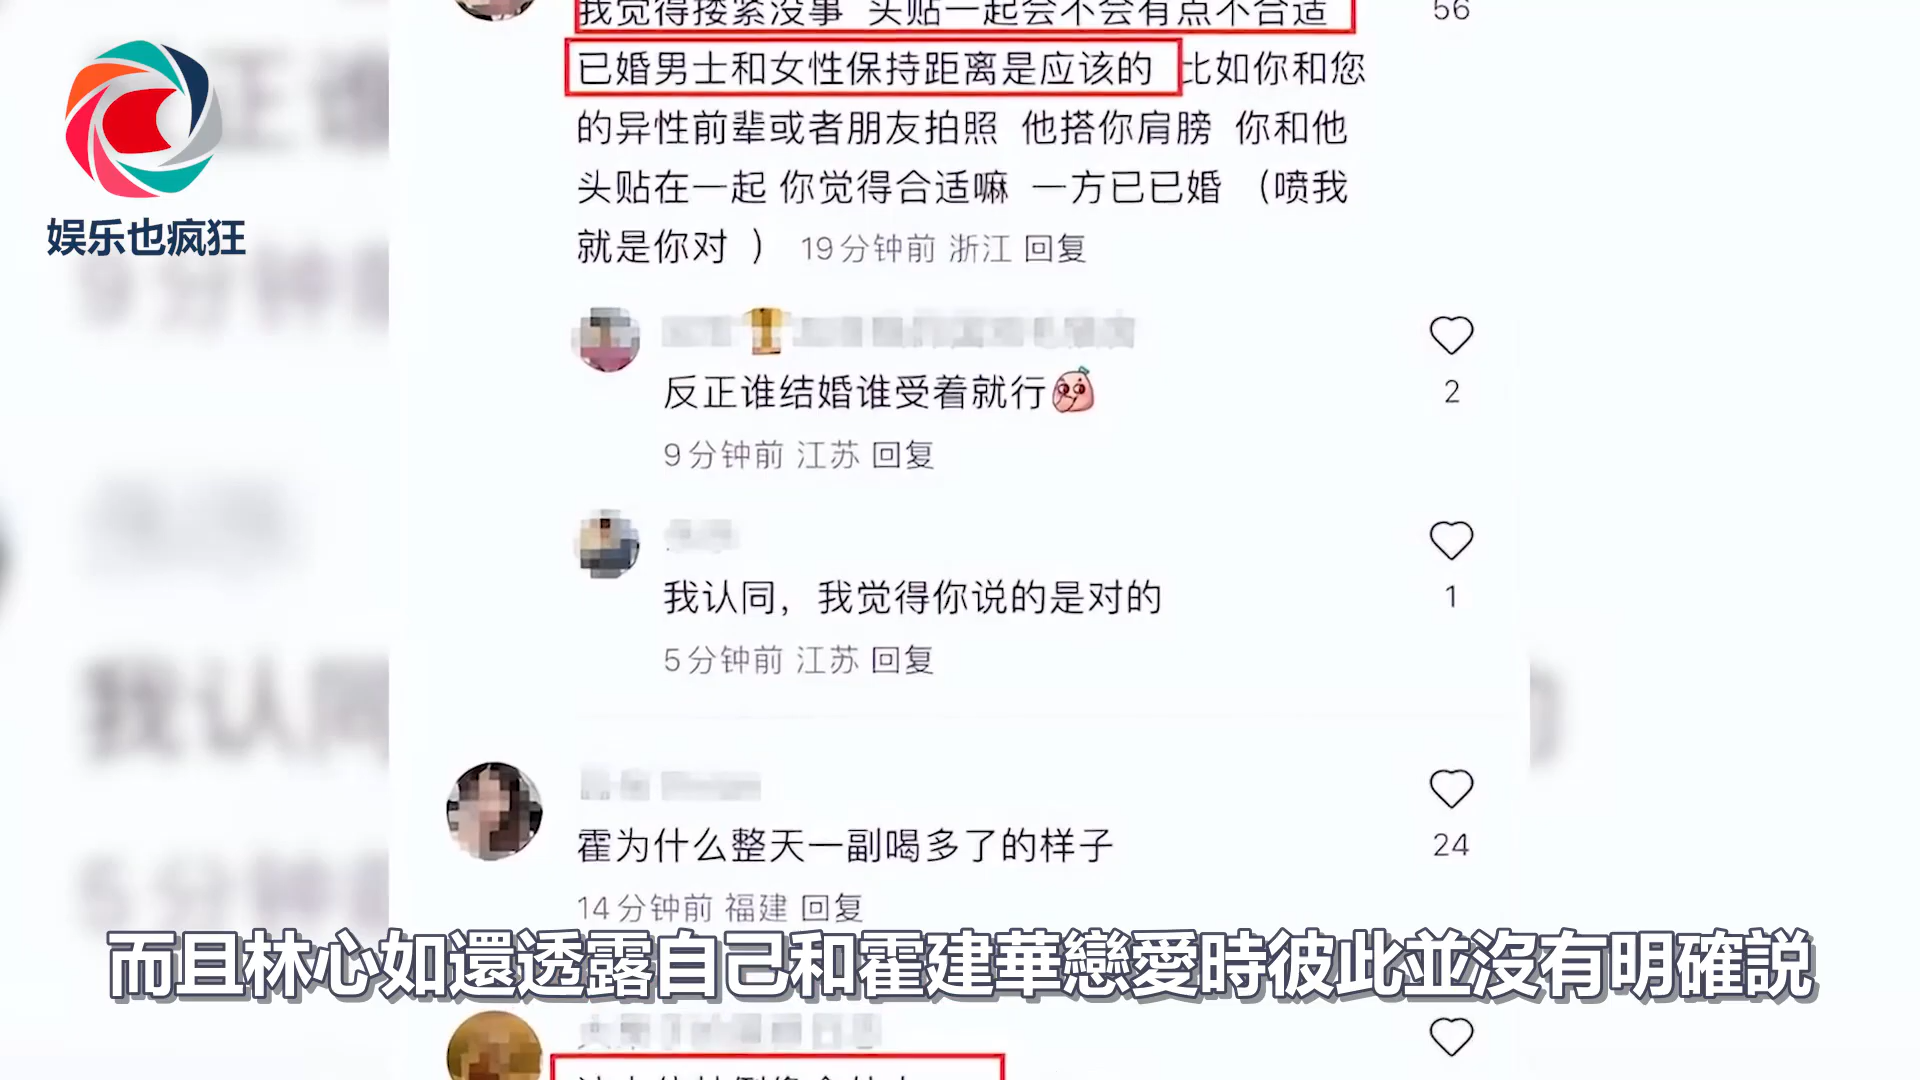 我觉得搂紧没事 头贴一起会不会有点不合适
56
已婚男士和女性保持距离是应该的 比如你和您
的异性前辈或者朋友拍照 他搭你肩膀 你和他
头贴在一起 你觉得合适嘛 一方已已婚 （喷我
就是你对 ） 19分钟前 浙江 回复
娱乐也疯狂
反正谁结婚谁受着就行
2
9分钟前 江苏 回复
我认同，我觉得你说的是对的
1
5分钟前 江苏 回复
霍为什么整天一副喝多了的样子
24
14分钟前 福建 回复
而且林心如還透露自己和霍建華戀愛時彼此並沒有明確説